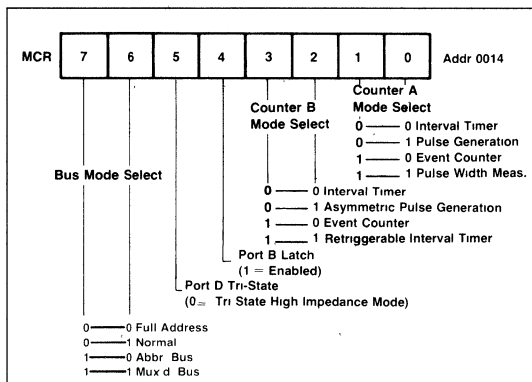 MCR 7 6 5 4 3 2 1 0 Addr 0014
Counter A
Mode Select
0 0 Interval Timer
0 1 Pulse Generation
1 0 Event Counter
1 1 Pulse Width Meas.
Counter B
Mode Select
0 0 Interval Timer
0 1 Asymmetric Pulse Generation
1 0 Event Counter
1 1 Retriggerable Interval Timer
Port B Latch
(1 = Enabled)
Port D Tri-State
(0 = Tri State High Impedance Mode)
Bus Mode Select
0 0 Full Address
0 1 Normal
1 0 Abbr Bus
1 1 Mux d Bus